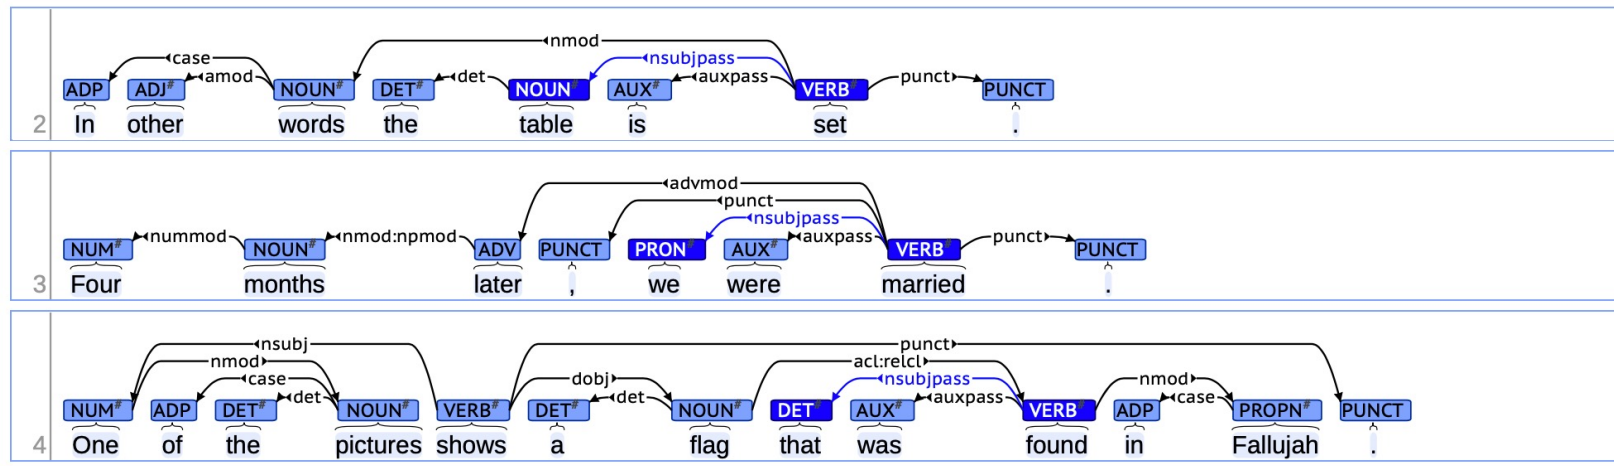 nmod
case nsubjpass
amod det auxpass punct
ADP ADJ# NOUN# DET# NOUN# AUX# VERB# PUNCT
2 In other words the table is set .
advmod
punct
nsubjpass
nummod nmod:npmod auxpass punct
NUM# NOUN# ADV PUNCT PRON# AUX# VERB# PUNCT
3 Four months later , we were married .
nsubj punct
nmod acl:relcl
case dobj nsubjpass nmod
det det auxpass case
NUM# ADP DET# NOUN# VERB# DET# NOUN# DET# AUX# VERB# ADP PROPN# PUNCT
4 One of the pictures shows a flag that was found in Fallujah .